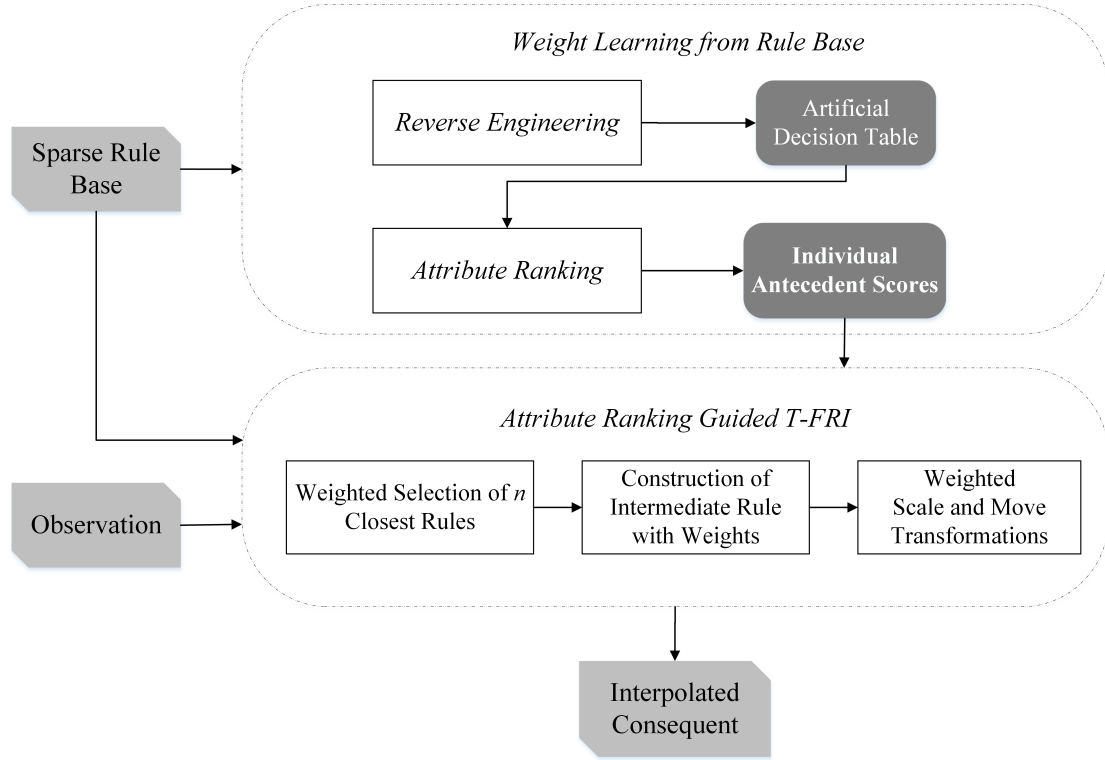 Weight Learning from Rule Base
Reverse Engineering
Artificial
Decision Table
Sparse Rule
Base
Attribute Ranking
Individual
Antecedent Scores
Attribute Ranking Guided T-FRI
Weighted Selection of n
Closest Rules
Construction of
Intermediate Rule
with Weights
Weighted
Scale and Move
Transformations
Observation
Interpolated
Consequent